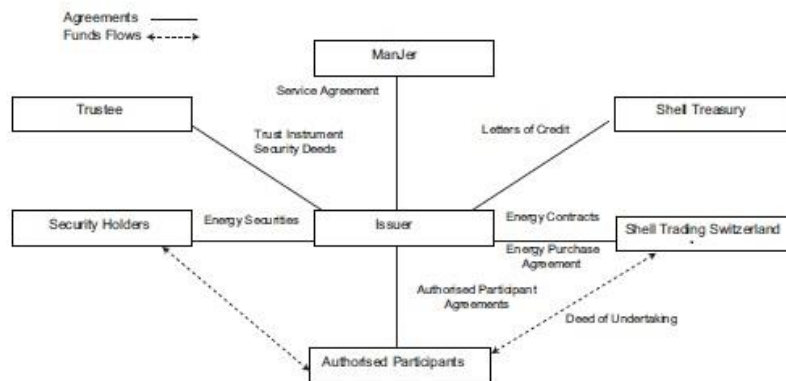 Agreements
Funds Flows
ManJer
Service Agreement
Trustee
Shell Treasury
Trust Instrument
Security Deeds
Letters of Credit
Security Holders
Energy Securities
Issuer
Energy Contracts
Shell Trading Switzerland
Energy Purchase
Agreement
Authorised Participant
Agreements
Deed of Undertaking
Authorised Participants